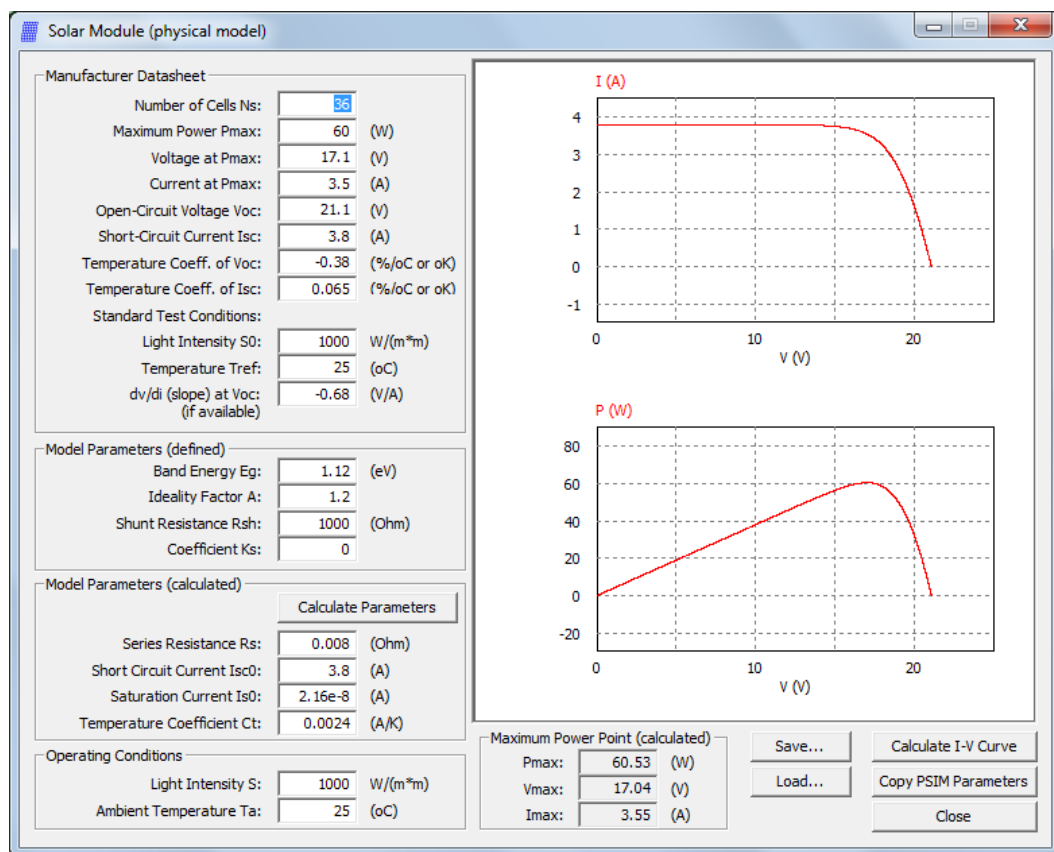 Solar Module (physical model)
Manufacturer Datasheet
Number of Cells Ns: 36
Maximum Power Pmax: 60 (W)
Voltage at Pmax: 17.1 (V)
Current at Pmax: 3.5 (A)
Open-Circuit Voltage Voc: 21.1 (V)
Short-Circuit Current Isc: 3.8 (A)
Temperature Coeff. of Voc: -0.38 (%/oC or oK)
Temperature Coeff. of Isc: 0.065 (%/oC or oK)
Standard Test Conditions:
Light Intensity S0: 1000 W/(m*m)
Temperature Tref: 25 (oC)
dv/di (slope) at Voc: -0.68 (V/A)
(if available)
Model Parameters (defined)
Band Energy Eg: 1.12 (eV)
Ideality Factor A: 1.2
Shunt Resistance Rsh: 1000 (Ohm)
Coefficient Ks: 0
Model Parameters (calculated)
Calculate Parameters
Series Resistance Rs: 0.008 (Ohm)
Short Circuit Current Isc0: 3.8 (A)
Saturation Current Is0: 2.16e-8 (A)
Temperature Coefficient Ct: 0.0024 (A/K)
Operating Conditions
Light Intensity S: 1000 W/(m*m)
Ambient Temperature Ta: 25 (oC)
I (A)
4
3
2
1
0
-1
0 10 20
V (V)
P (W)
80
60
40
20
0
-20
0 10 20
V (V)
Maximum Power Point (calculated)
Pmax: 60.53 (W)
Vmax: 17.04 (V)
Imax: 3.55 (A)
Save...
Load...
Calculate I-V Curve
Copy PSIM Parameters
Close